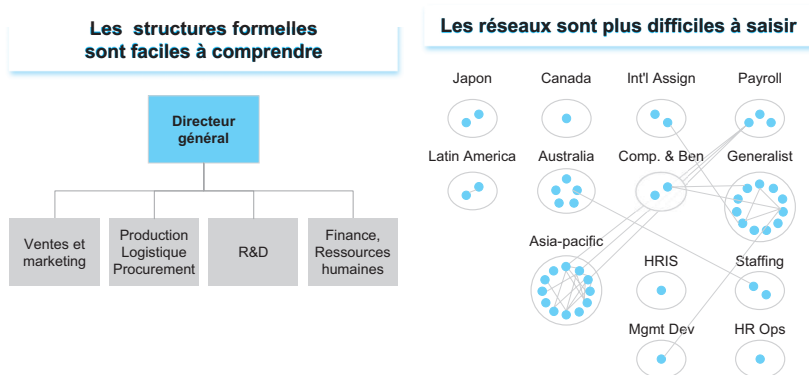 Les structures formelles
sont faciles à comprendre
Directeur
général
Ventes et
marketing
Production
Logistique
Procurement
R&D
Finance,
Ressources
humaines
Les réseaux sont plus difficiles à saisir
Japon
Canada
Int'l Assign
Payroll
Latin America
Australia
Comp. & Ben
Generalist
Asia-pacific
HRIS
Staffing
Mgmt Dev
HR Ops